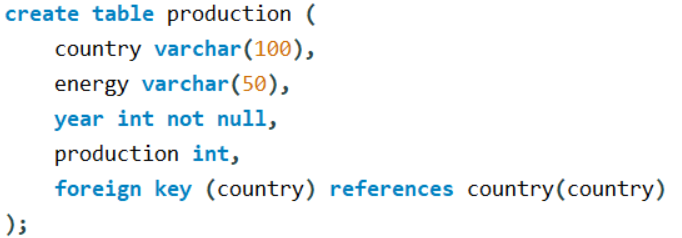 create table production (
country varchar(100),
energy varchar(50),
year int not null,
production int,
foreign key (country) references country(country)
);